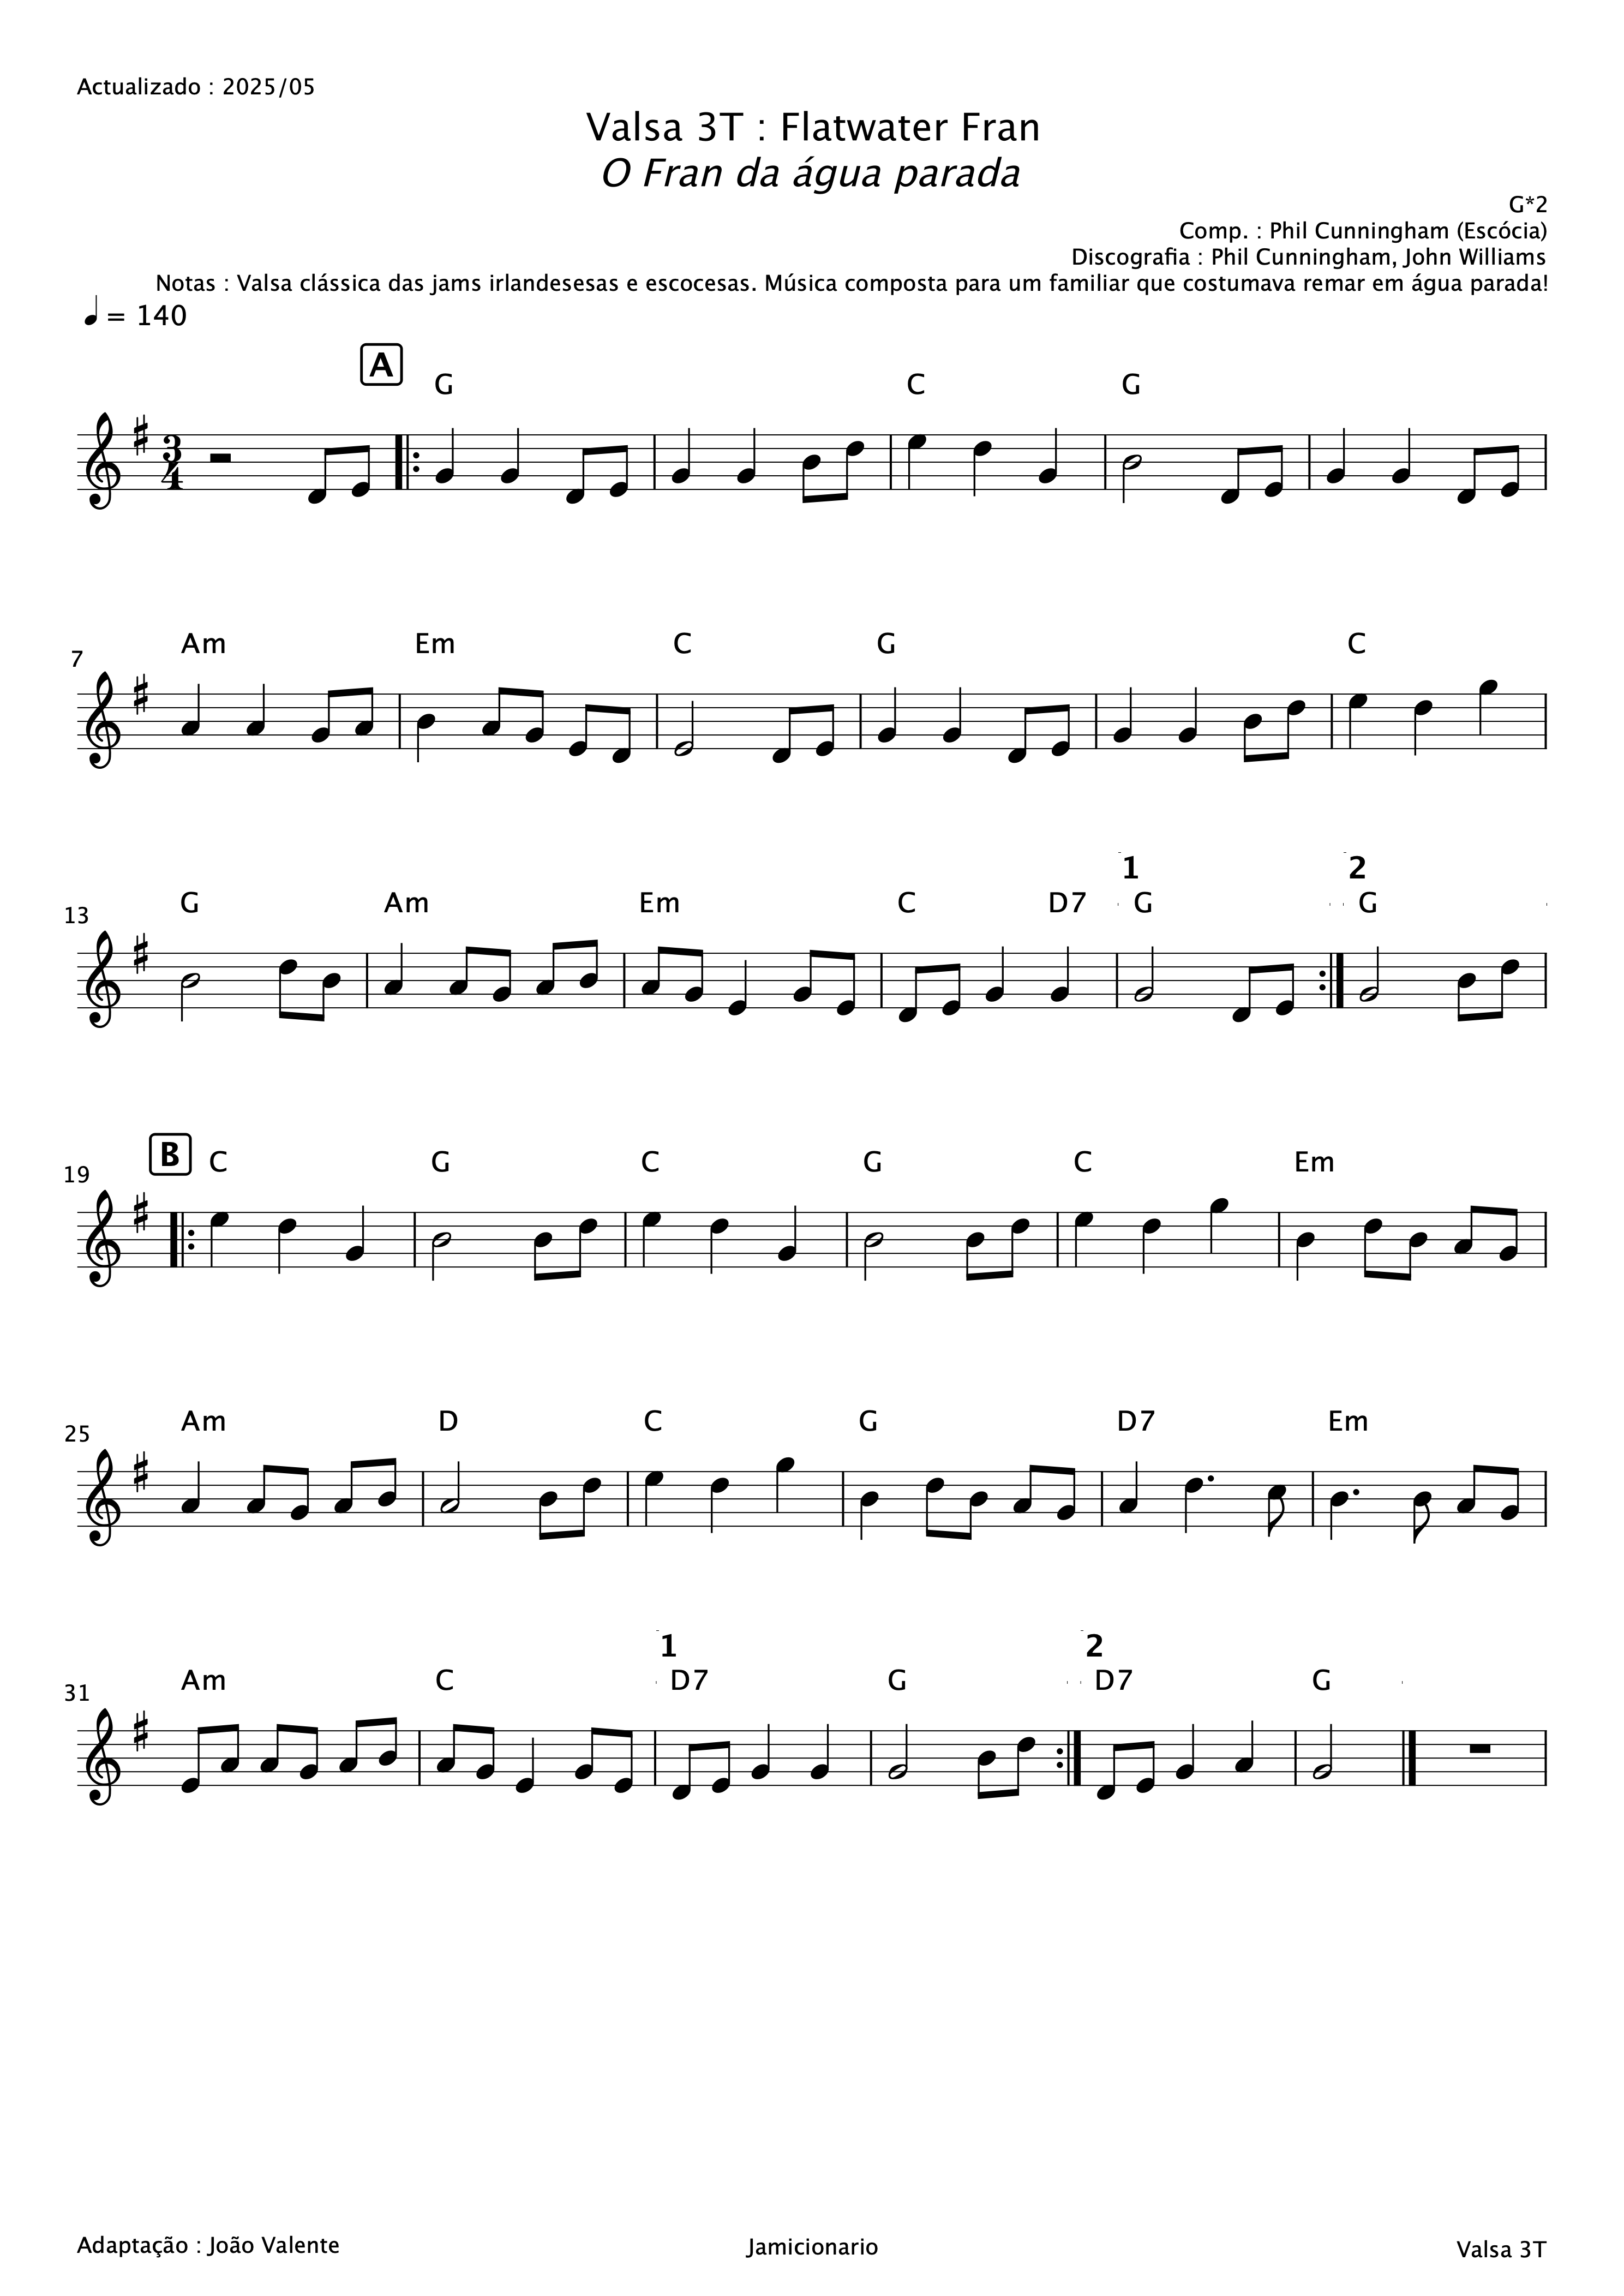 Actualizado : 2025/05
Valsa 3T : Flatwater Fran
O Fran da água parada
G*2
Comp. : Phil Cunningham (Escócia)
Discografia : Phil Cunningham, John Williams
Notas : Valsa clássica das jams irlandesesas e escocesas. Música composta para um familiar que costumava remar em água parada!
= 140
A
G C G
3
4
7 Am Em C G C
1 2
13 G Am Em C D7 G G
B
19 C G C G C Em
25 Am D C G D7 Em
1 2
31 Am C D7 G D7 G
Adaptação : João Valente Jamicionario Valsa 3T